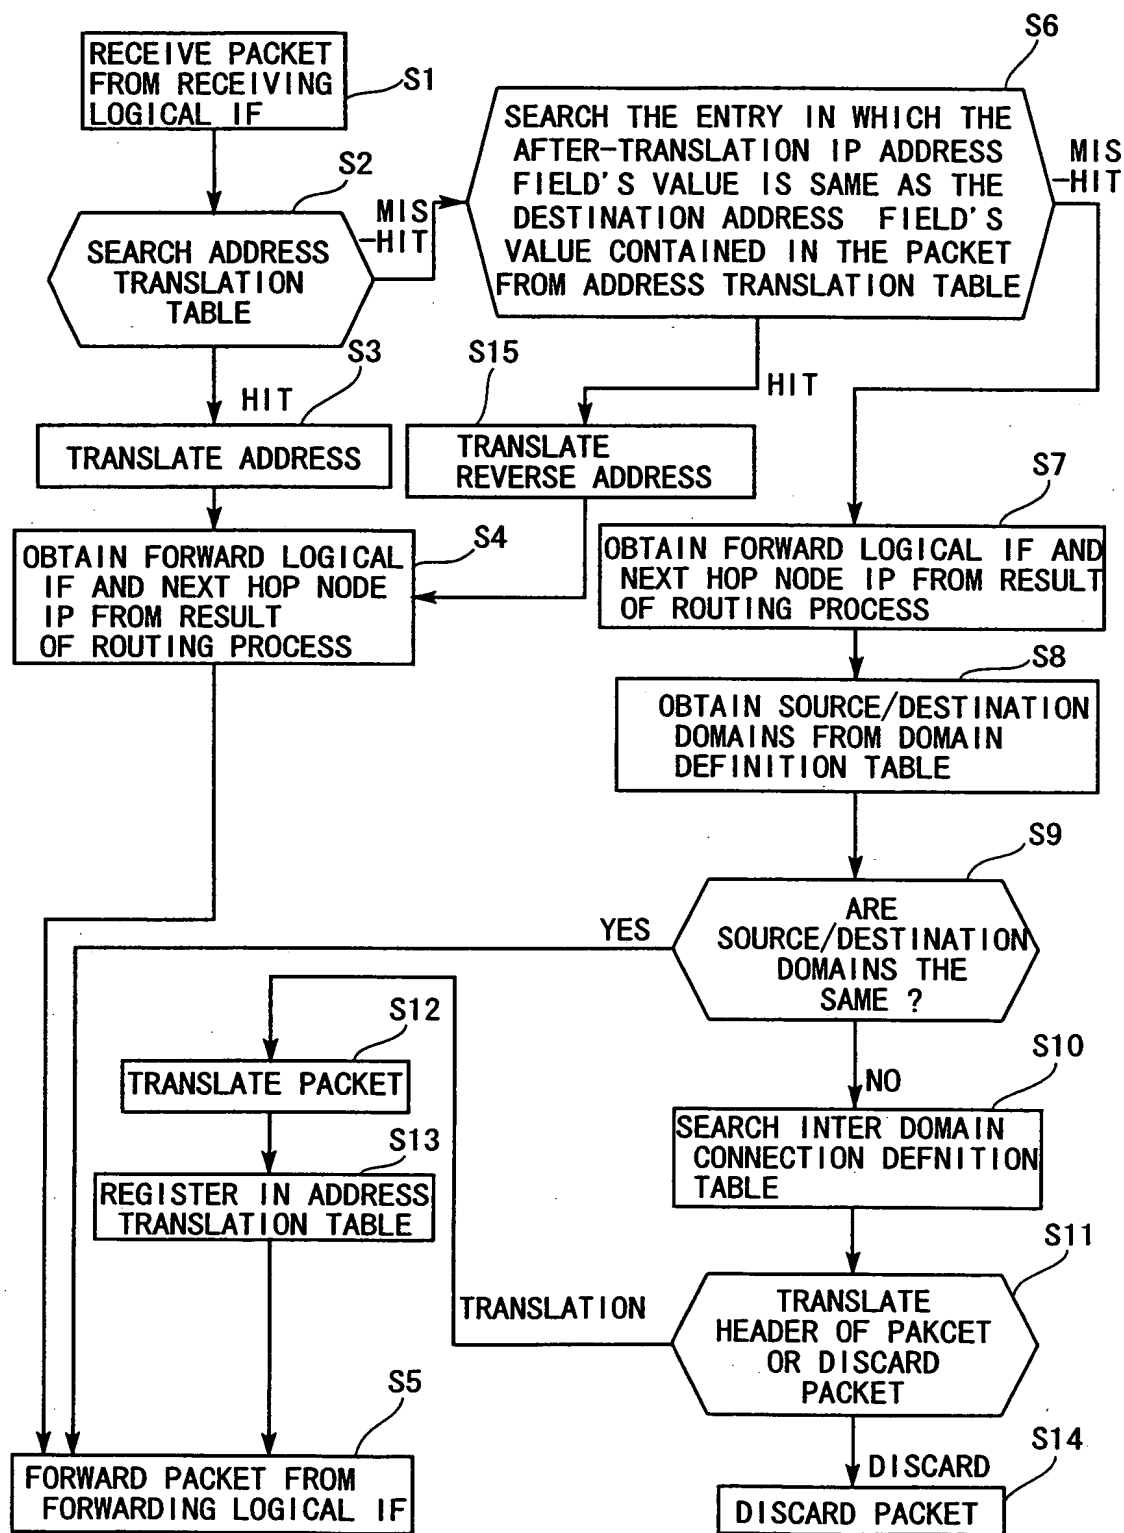 RECEIVE PACKET
FROM RECEIVING
LOGICAL IF
S1
S2
SEARCH ADDRESS
TRANSLATION
TABLE
MIS
-HIT
S6
SEARCH THE ENTRY IN WHICH THE
AFTER-TRANSLATION IP ADDRESS
FIELD'S VALUE IS SAME AS THE
DESTINATION ADDRESS FIELD'S
VALUE CONTAINED IN THE PACKET
FROM ADDRESS TRANSLATION TABLE
MIS
-HIT
HIT
S3
TRANSLATE ADDRESS
HIT
S15
TRANSLATE
REVERSE ADDRESS
S4
OBTAIN FORWARD LOGICAL
IF AND NEXT HOP NODE
IP FROM RESULT
OF ROUTING PROCESS
S7
OBTAIN FORWARD LOGICAL IF AND
NEXT HOP NODE IP FROM RESULT
OF ROUTING PROCESS
S8
OBTAIN SOURCE/DESTINATION
DOMAINS FROM DOMAIN
DEFINITION TABLE
S9
ARE
SOURCE/DESTINATION
DOMAINS THE
SAME ?
YES
NO
S10
SEARCH INTER DOMAIN
CONNECTION DEFNITION
TABLE
S11
TRANSLATE
HEADER OF PAKCET
OR DISCARD
PACKET
TRANSLATION
S12
TRANSLATE PACKET
S13
REGISTER IN ADDRESS
TRANSLATION TABLE
S5
FORWARD PACKET FROM
FORWARDING LOGICAL IF
DISCARD
S14
DISCARD PACKET